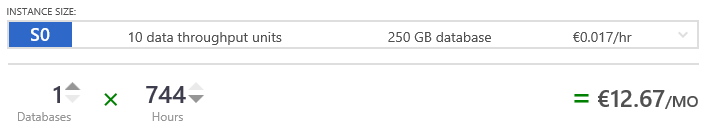 INSTANCE SIZE:
S0 10 data throughput units 250 GB database €0.017/hr
1 × 744 = €12.67/MO
Databases Hours